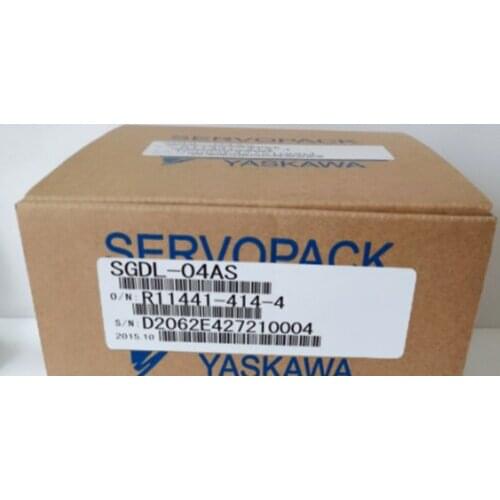 SERVOPACK
YASKAWA
SERVOPACK
SGDL-04AS
O/N: R11441-414-4
S/N: D2062E427210004
2015.10
YASKAWA